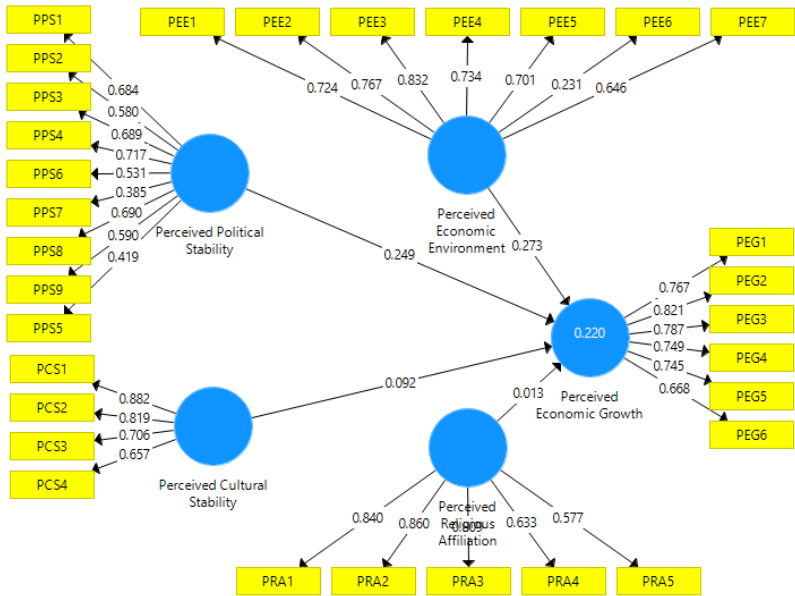 PPS1
PPS2
PPS3
PPS4
PPS6
PPS7
PPS8
PPS9
PPS5
0.684
0.580
0.689
0.717
0.531
0.385
0.690
0.590
0.419
Perceived Political
Stability
PEE1
PEE2
PEE3
PEE4
PEE5
PEE6
PEE7
0.724
0.767
0.832
0.734
0.701
0.231
0.646
Perceived
Economic
Environment
0.249
0.273
0.092
0.013
PCS1
PCS2
PCS3
PCS4
0.882
0.819
0.706
0.657
Perceived Cultural
Stability
0.220
Perceived
Economic Growth
PEG1
PEG2
PEG3
PEG4
PEG5
PEG6
0.767
0.821
0.787
0.749
0.745
0.668
Perceived
Religious
Affiliation
0.840
0.860
0.633
0.577
PRA1
PRA2
PRA3
PRA4
PRA5